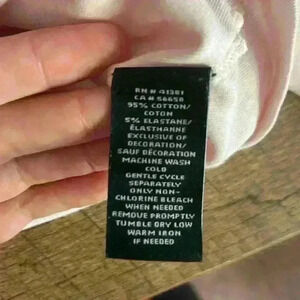 RN # 41381
CA # 56650
95% COTTON/
COTON
5% ELASTANE/
ÉLASTHANNE
EXCLUSIVE OF
DECORATION/
SAUF DÉCORATION
MACHINE WASH
COLD
GENTLE CYCLE
SEPARATELY
ONLY NON-
CHLORINE BLEACH
WHEN NEEDED
REMOVE PROMPTLY
TUMBLE DRY LOW
WARM IRON
IF NEEDED